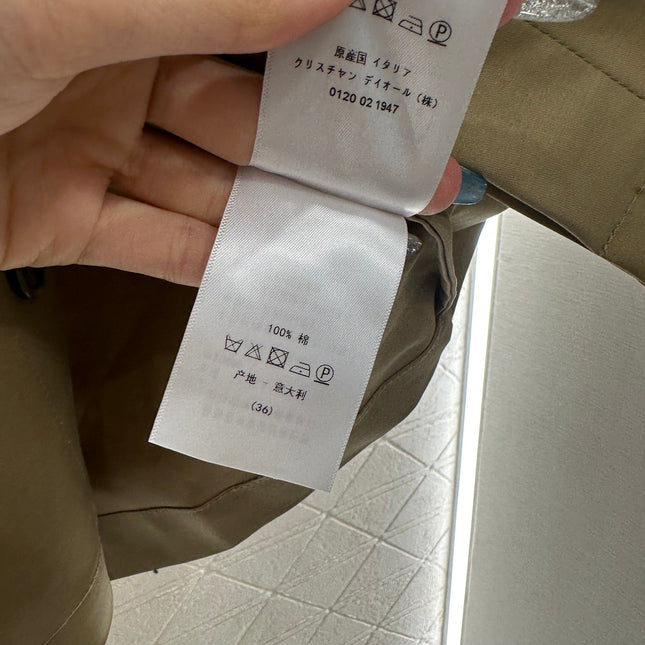 原産国 イタリア
クリスチャン ディオール（株）
0120 02 1947
100% 棉
产地 - 意大利
(36)